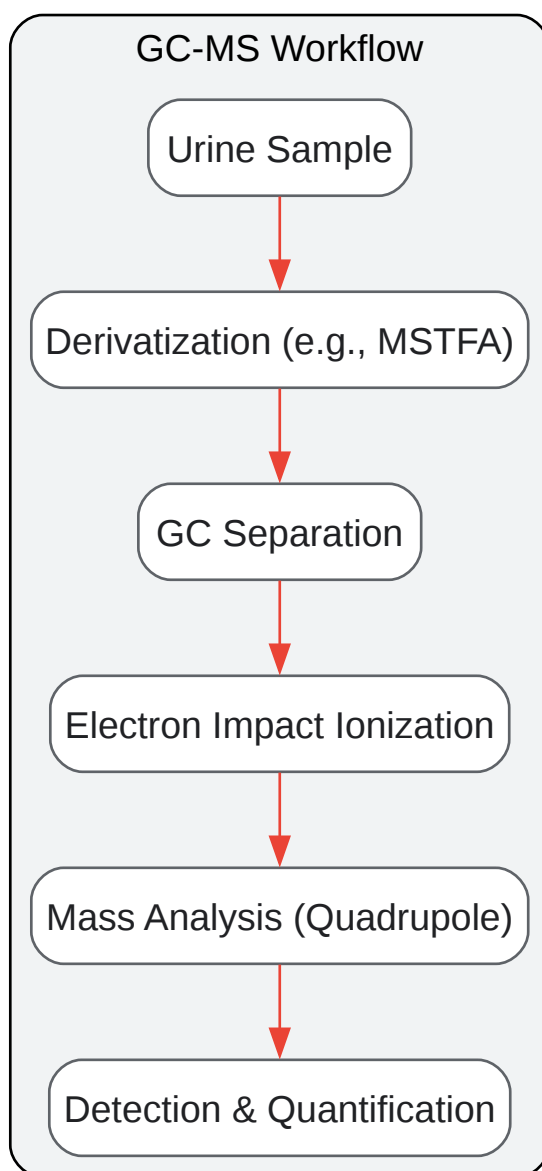 GC-MS Workflow
Urine Sample
Derivatization (e.g., MSTFA)
GC Separation
Electron Impact Ionization
Mass Analysis (Quadrupole)
Detection & Quantification